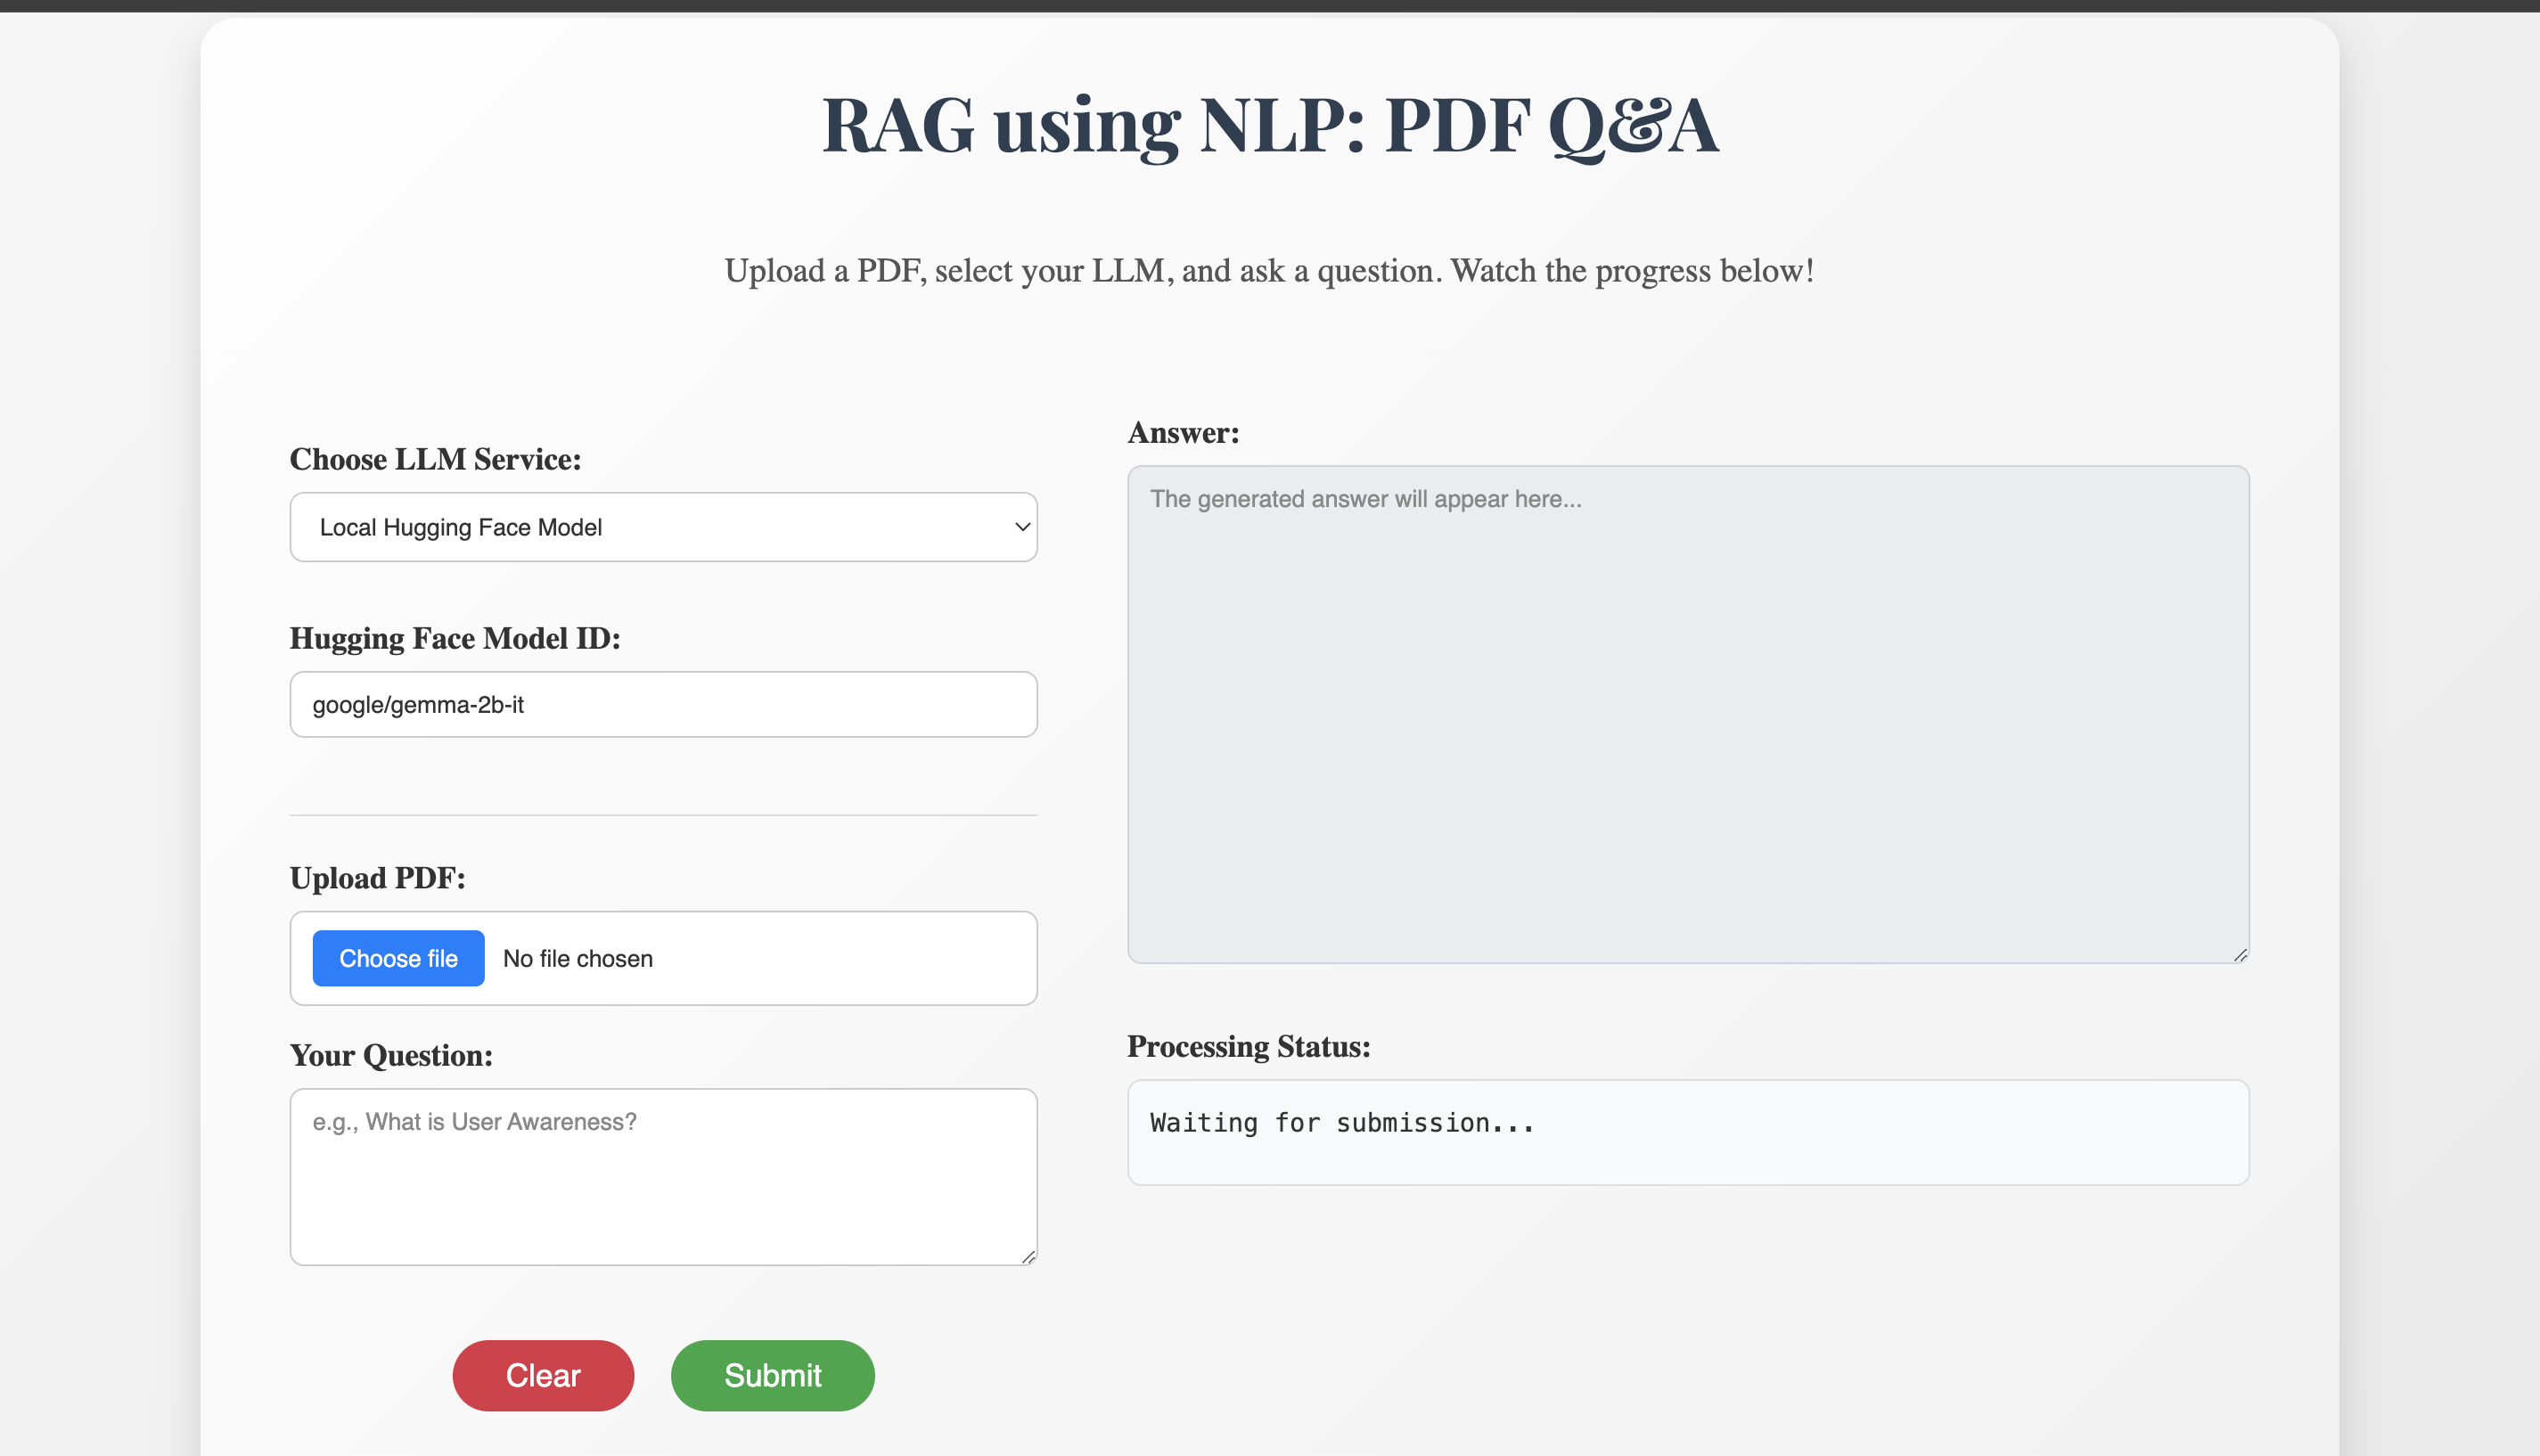 RAG using NLP: PDF Q&A
Upload a PDF, select your LLM, and ask a question. Watch the progress below!
Choose LLM Service:
Local Hugging Face Model
Hugging Face Model ID:
google/gemma-2b-it
Upload PDF:
Choose file No file chosen
Your Question:
e.g., What is User Awareness?
Clear
Submit
Answer:
The generated answer will appear here...
Processing Status:
Waiting for submission...